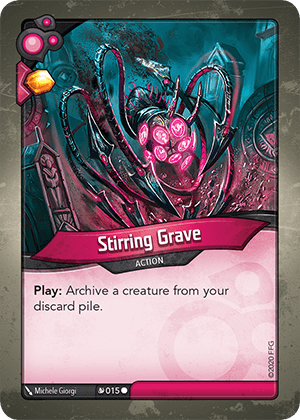 Stirring Grave
ACTION
Play: Archive a creature from your
discard pile.
Michele Giorgi
015
©2020 FFG